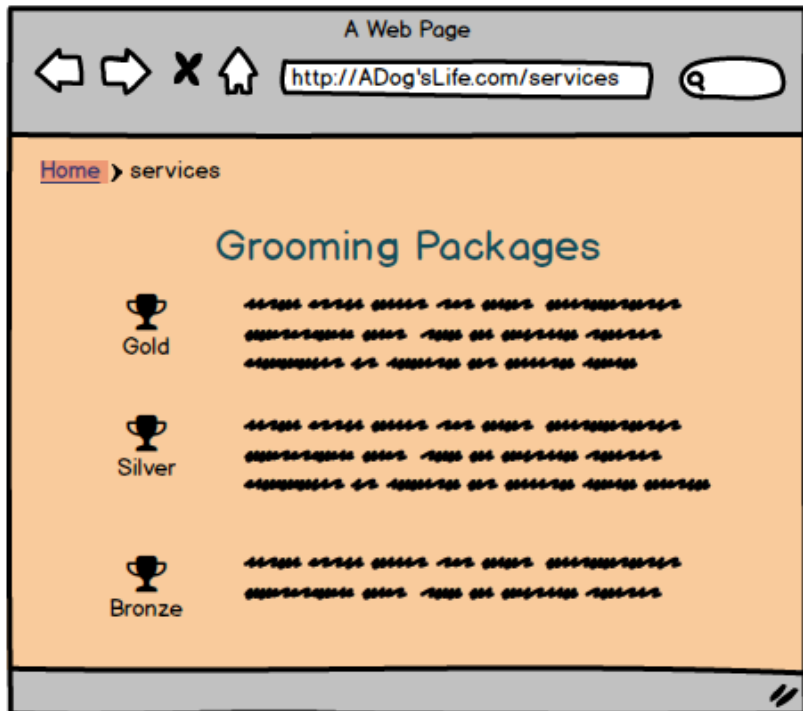 A Web Page
http://ADog'sLife.com/services
Home > services
Grooming Packages
Gold
Silver
Bronze